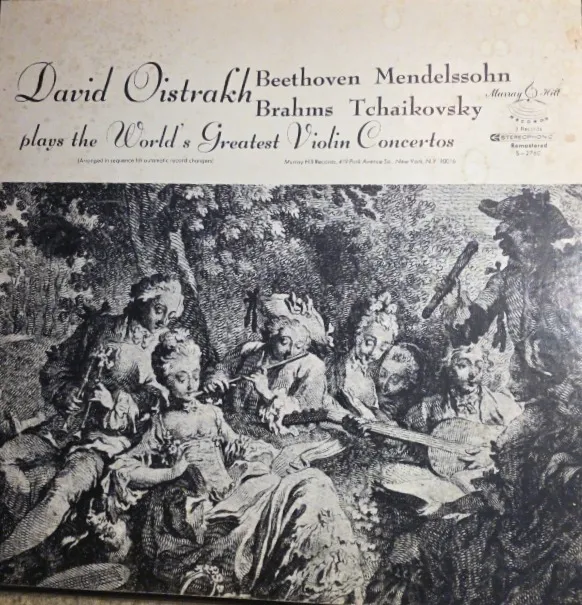 David Oistrakh
Beethoven Mendelssohn
Brahms Tchaikovsky
plays the World's Greatest Violin Concertos
Murray Hill
RECORDS
STEREOPHONIC
Remastered
(Arranged in sequence for automatic record changers)
Murray Hill Records, 419 Park Avenue So., New York, N.Y. 10016